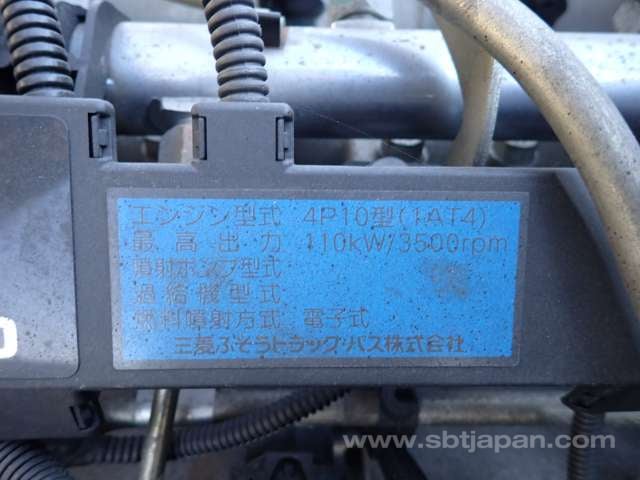 エンジン型式 4P10型(1AT4)
最高出力 110kW/3500rpm
噴射ポンプ型式
過給機型式
燃料噴射方式 電子式
三菱ふそうトラック・バス株式会社
www.sbtjapan.com